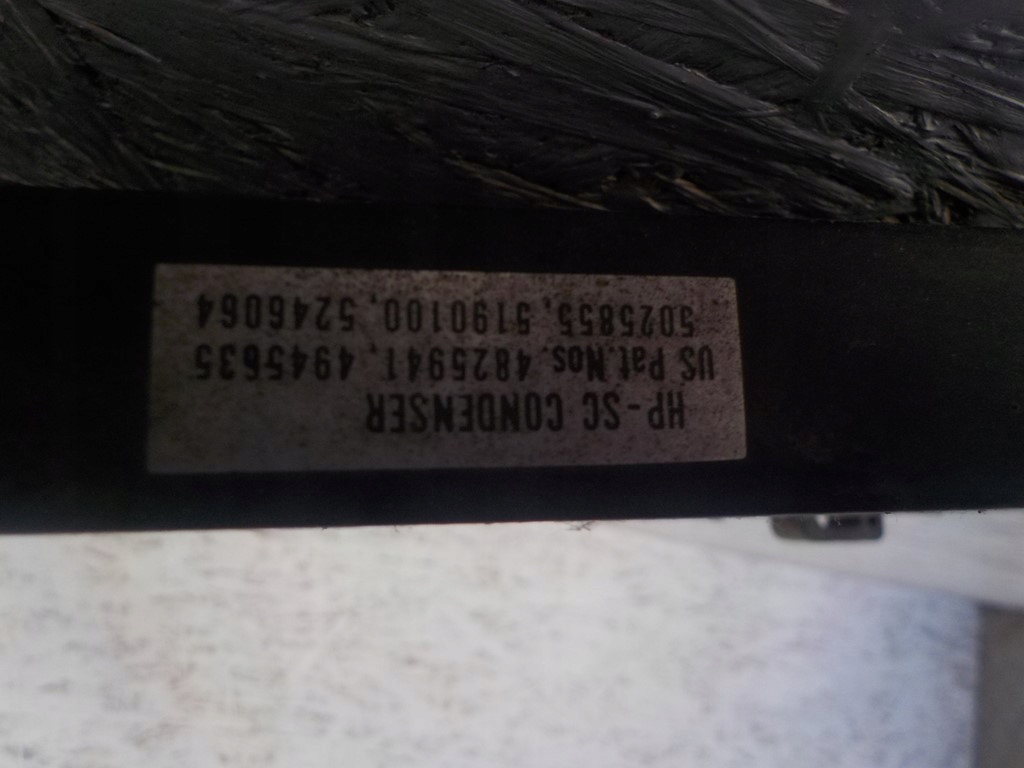 HP-SC CONDENSER
US Pat.Nos.4825941, 4945635
5025855, 5190100, 5246064